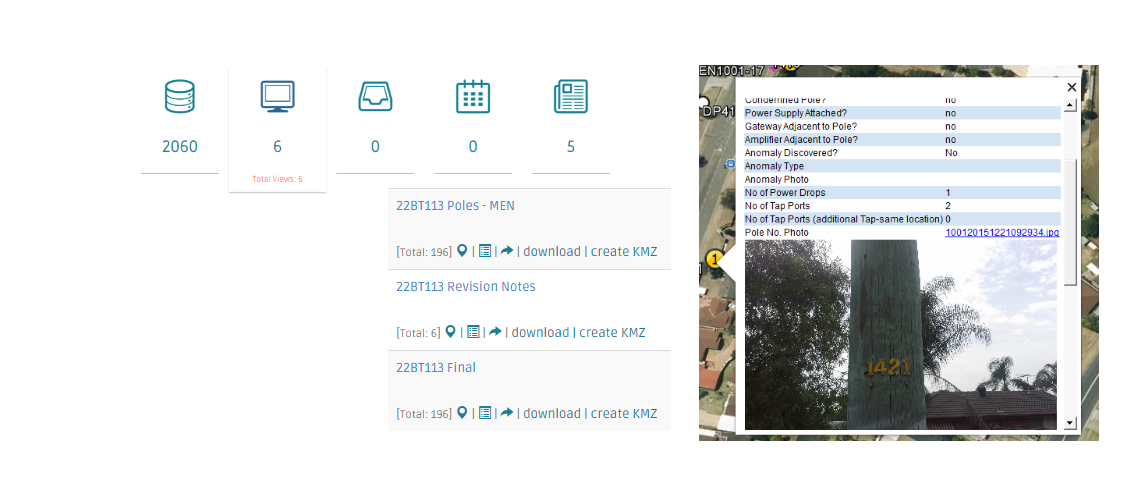 2060
6
0
0
5
Total Views: 6
22BT113 Poles - MEN
[Total: 196] | | | download | create KMZ
22BT113 Revision Notes
[Total: 6] | | | download | create KMZ
22BT113 Final
[Total: 196] | | | download | create KMZ
EN1001-17
DP41
Condemned Pole? no
Power Supply Attached? no
Gateway Adjacent to Pole? no
Amplifier Adjacent to Pole? no
Anomaly Discovered? No
Anomaly Type
Anomaly Photo
No of Power Drops 1
No of Tap Ports 2
No of Tap Ports (additional Tap-same location) 0
Pole No. Photo 100120151221092934.jpg
1
1421